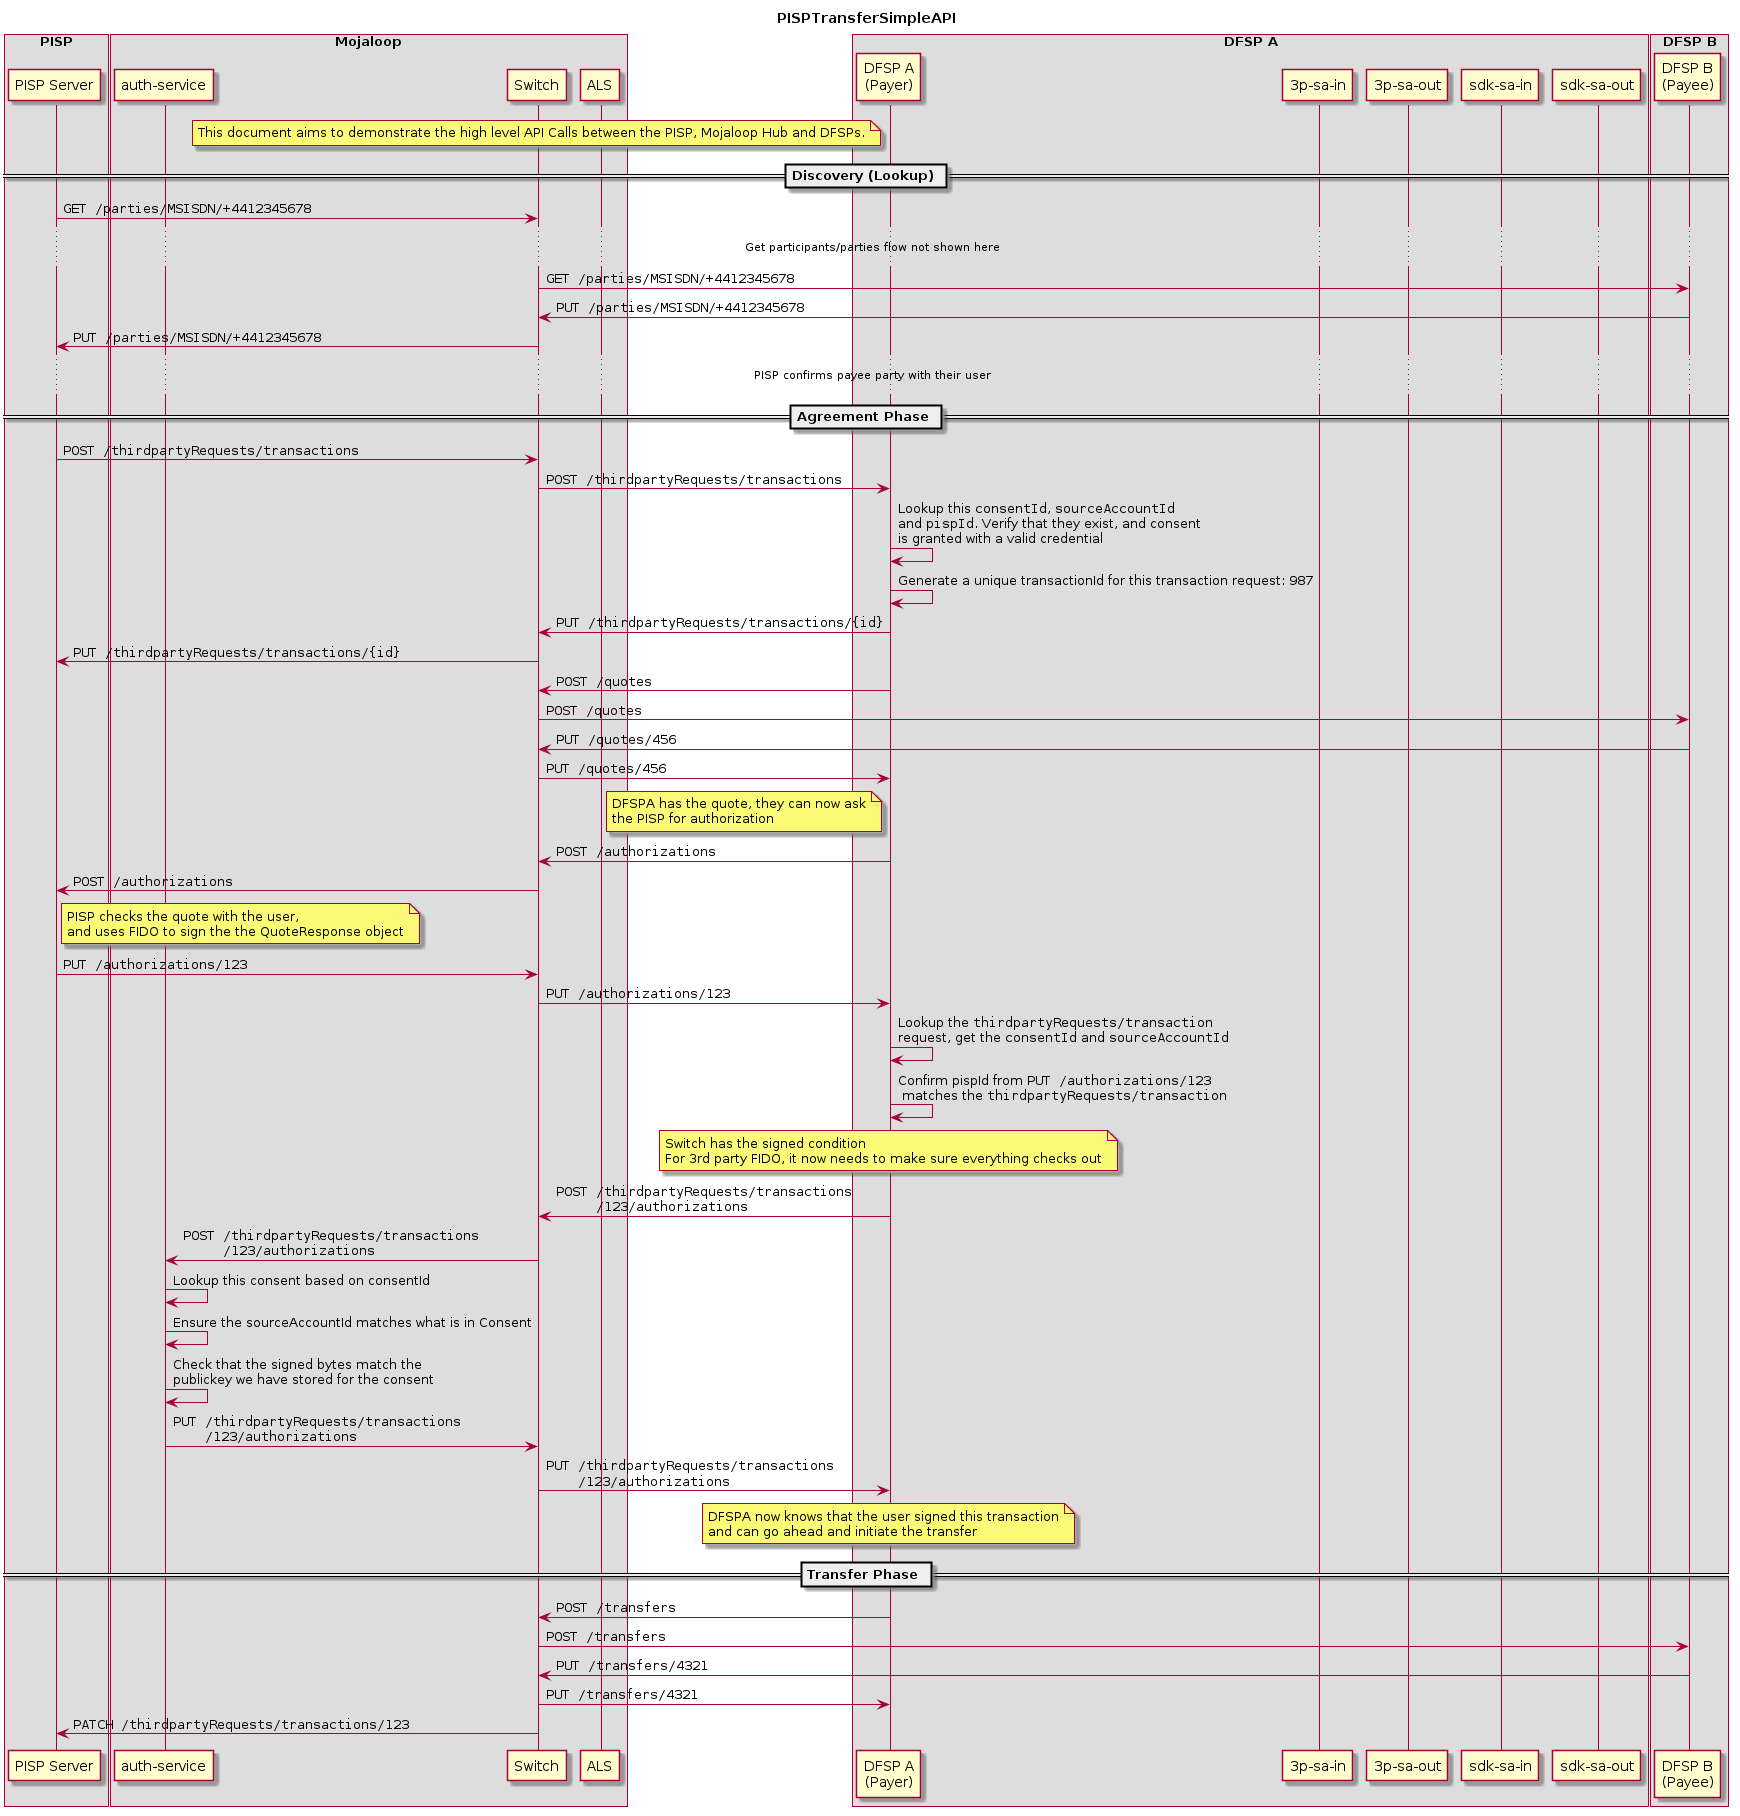 PISPTransferSimpleAPI
PISP
Mojaloop
DFSP A
DFSP B
PISP Server
auth-service
Switch
ALS
DFSP A
(Payer)
3p-sa-in
3p-sa-out
sdk-sa-in
sdk-sa-out
DFSP B
(Payee)
This document aims to demonstrate the high level API Calls between the PISP, Mojaloop Hub and DFSPs.
Discovery (Lookup)
GET /parties/MSISDN/+4412345678
Get participants/parties flow not shown here
GET /parties/MSISDN/+4412345678
PUT /parties/MSISDN/+4412345678
PUT /parties/MSISDN/+4412345678
PISP confirms payee party with their user
Agreement Phase
POST /thirdpartyRequests/transactions
POST /thirdpartyRequests/transactions
Lookup this consentId, sourceAccountId
and pispId. Verify that they exist, and consent
is granted with a valid credential
Generate a unique transactionId for this transaction request: 987
PUT /thirdpartyRequests/transactions/{id}
PUT /thirdpartyRequests/transactions/{id}
POST /quotes
POST /quotes
PUT /quotes/456
PUT /quotes/456
DFSPA has the quote, they can now ask
the PISP for authorization
POST /authorizations
POST /authorizations
PISP checks the quote with the user,
and uses FIDO to sign the the QuoteResponse object
PUT /authorizations/123
PUT /authorizations/123
Lookup the thirdpartyRequests/transaction
request, get the consentId and sourceAccountId
Confirm pispId from PUT /authorizations/123
matches the thirdpartyRequests/transaction
Switch has the signed condition
For 3rd party FIDO, it now needs to make sure everything checks out
POST /thirdpartyRequests/transactions
/123/authorizations
POST /thirdpartyRequests/transactions
/123/authorizations
Lookup this consent based on consentId
Ensure the sourceAccountId matches what is in Consent
Check that the signed bytes match the
publickey we have stored for the consent
PUT /thirdpartyRequests/transactions
/123/authorizations
PUT /thirdpartyRequests/transactions
/123/authorizations
DFSPA now knows that the user signed this transaction
and can go ahead and initiate the transfer
Transfer Phase
POST /transfers
POST /transfers
PUT /transfers/4321
PUT /transfers/4321
PATCH /thirdpartyRequests/transactions/123
PISP Server
auth-service
Switch
ALS
DFSP A
(Payer)
3p-sa-in
3p-sa-out
sdk-sa-in
sdk-sa-out
DFSP B
(Payee)